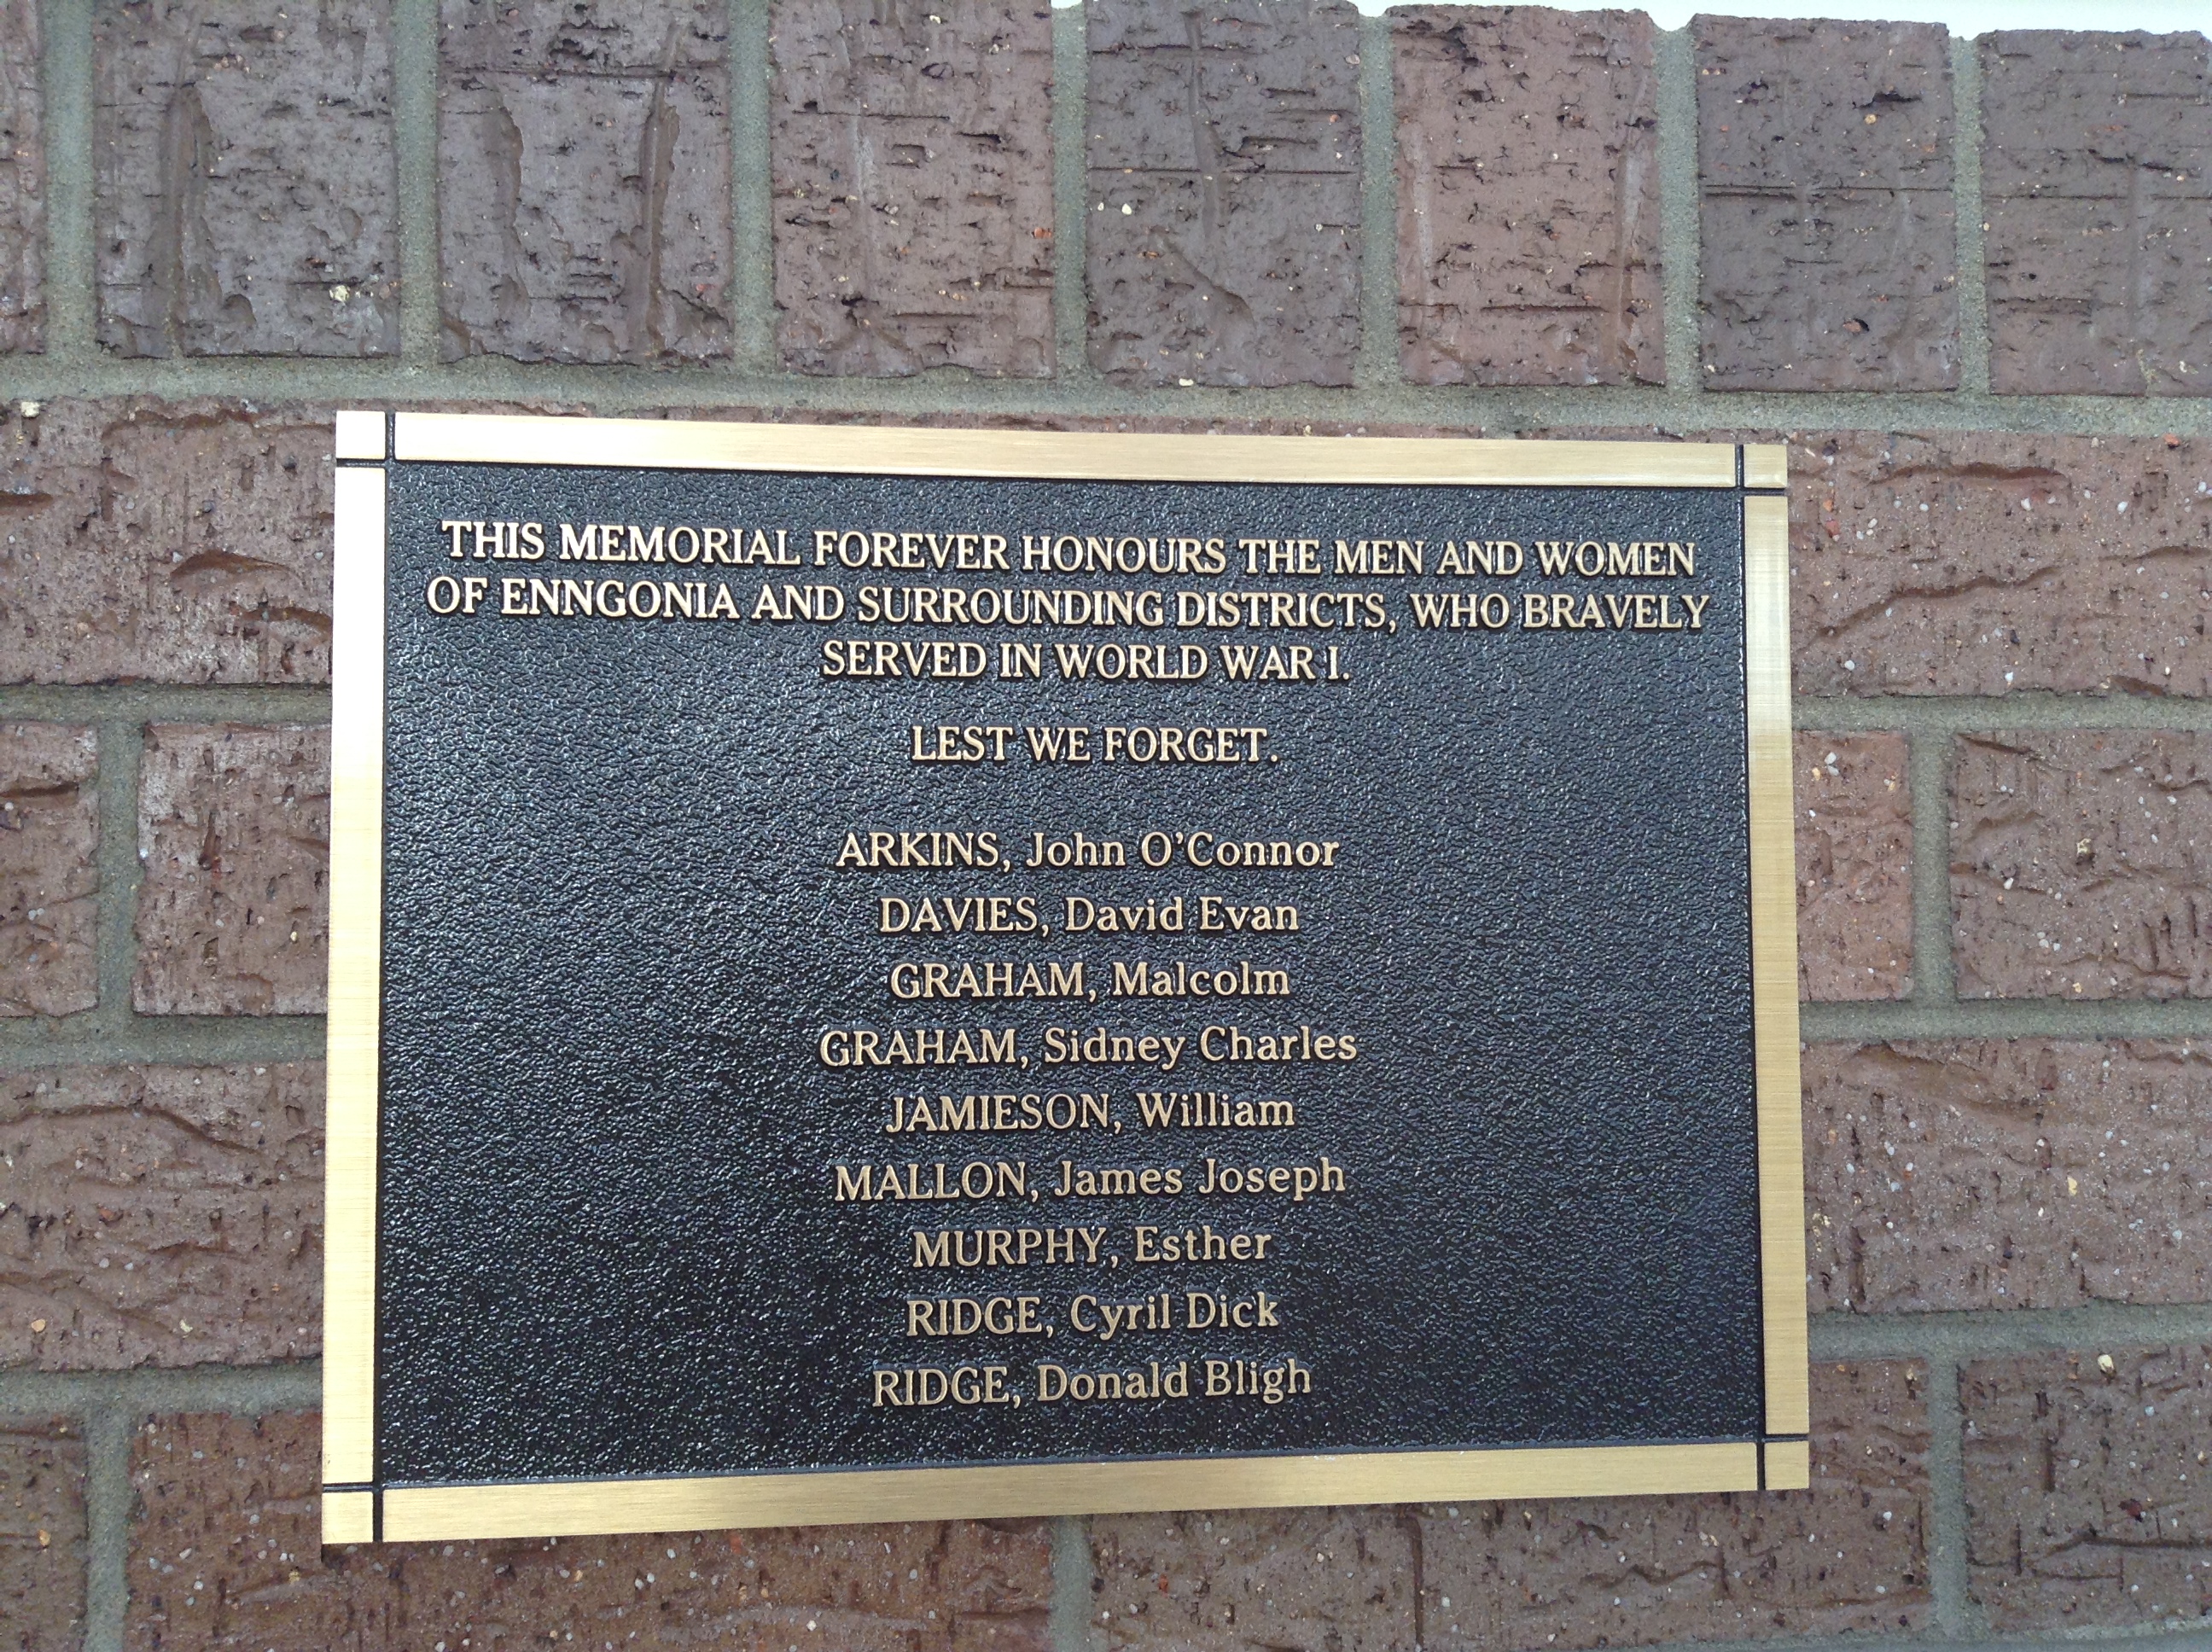 THIS MEMORIAL FOREVER HONOURS THE MEN AND WOMEN
OF ENNGONIA AND SURROUNDING DISTRICTS, WHO BRAVELY
SERVED IN WORLD WAR I.
LEST WE FORGET.
ARKINS, John O'Connor
DAVIES, David Evan
GRAHAM, Malcolm
GRAHAM, Sidney Charles
JAMIESON, William
MALLON, James Joseph
MURPHY, Esther
RIDGE, Cyril Dick
RIDGE, Donald Bligh